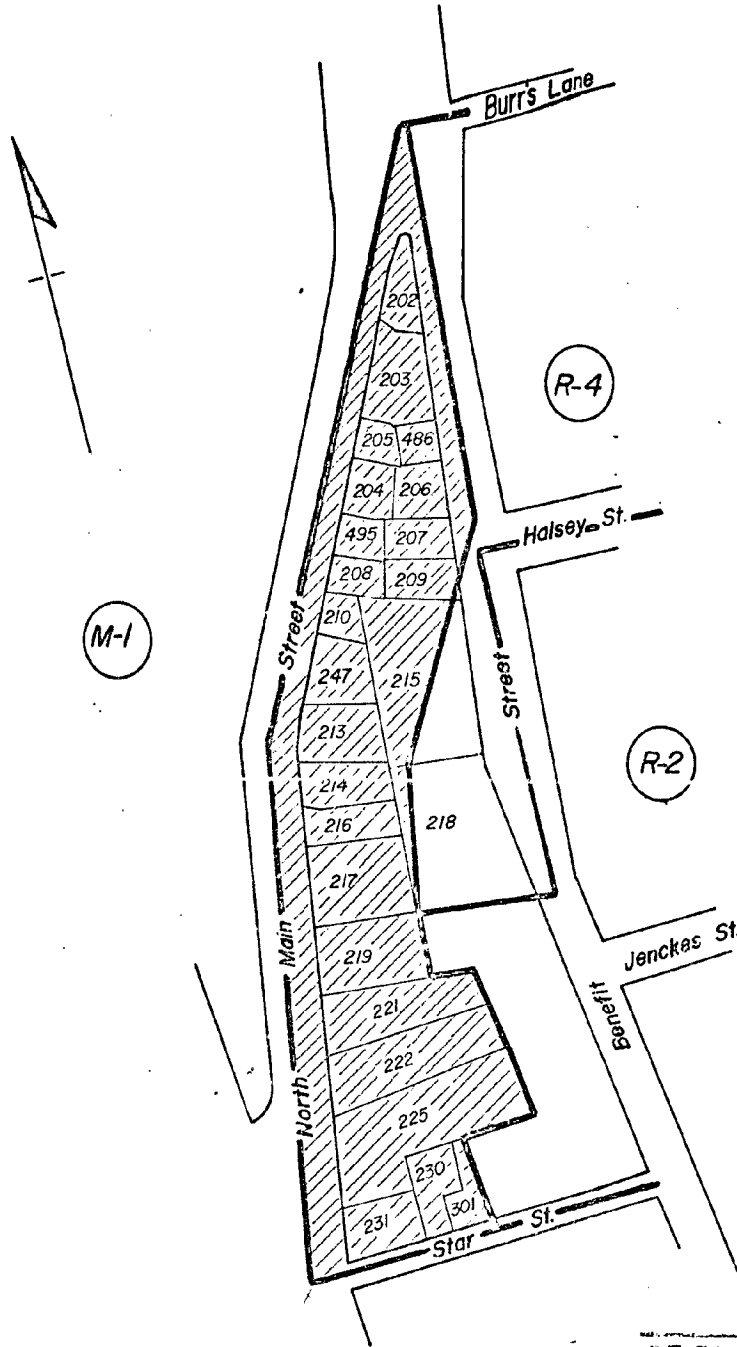 Burr's Lane
202
R-4
203
205
486
204
206
Halsey St.
495
207
208
209
210
M-1
Street
247
215
Street
213
R-2
214
216
218
217
Main
219
Jenckes St.
221
Benefit
222
North
225
230
231
301
Star St.